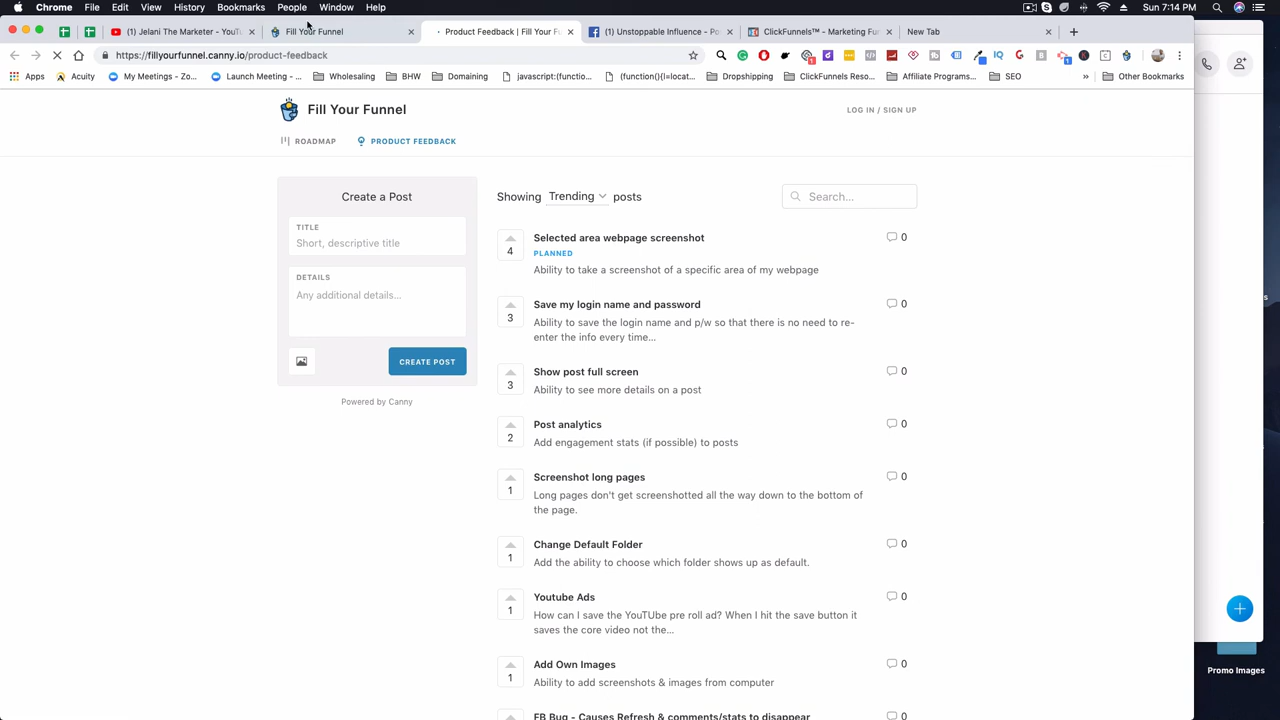 Chrome File Edit View History Bookmarks People Window Help
Sun 7:14 PM
(1) Jelani The Marketer - YouTu
Fill Your Funnel
Product Feedback | Fill Your Fu
(1) Unstoppable Influence - Po
ClickFunnels™ - Marketing Fun
New Tab
https://fillyourfunnel.canny.io/product-feedback
Apps Acuity My Meetings - Zo... Launch Meeting -... Wholesaling BHW Domaining javascript:(functio... (function(){l=locat... Dropshipping ClickFunnels Reso... Affiliate Programs... SEO » Other Bookmarks
Fill Your Funnel
LOG IN / SIGN UP
ROADMAP PRODUCT FEEDBACK
Create a Post
TITLE
Short, descriptive title
DETAILS
Any additional details...
CREATE POST
Powered by Canny
Showing Trending posts
Search...
Selected area webpage screenshot
0
4
PLANNED
Ability to take a screenshot of a specific area of my webpage
Save my login name and password
0
3
Ability to save the login name and p/w so that there is no need to re-
enter the info every time...
Show post full screen
0
3
Ability to see more details on a post
Post analytics
0
2
Add engagement stats (if possible) to posts
Screenshot long pages
0
1
Long pages don't get screenshotted all the way down to the bottom of
the page.
Change Default Folder
0
1
Add the ability to choose which folder shows up as default.
Youtube Ads
0
1
How can I save the YouTUbe pre roll ad? When I hit the save button it
saves the core video not the...
Add Own Images
0
1
Ability to add screenshots & images from computer
FB Bug - Causes Refresh & comments/stats to disappear
0
Promo Images